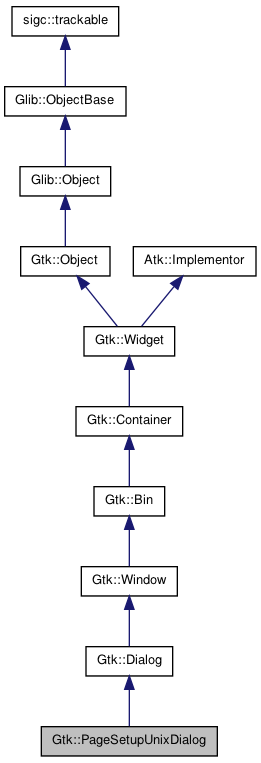 sigc::trackable
Glib::ObjectBase
Glib::Object
Gtk::Object
Atk::Implementor
Gtk::Widget
Gtk::Container
Gtk::Bin
Gtk::Window
Gtk::Dialog
Gtk::PageSetupUnixDialog